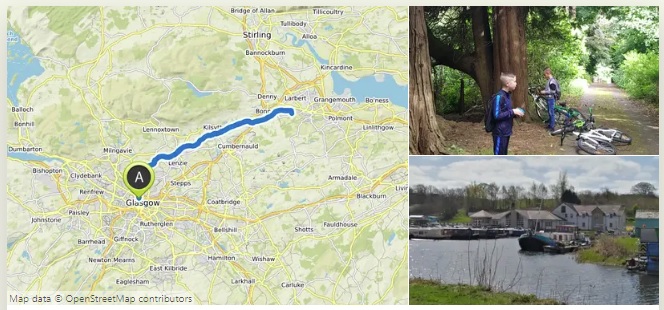 Bridge of Allan
Tillicoultry
Tullibody
Stirling
Alloa
Bannockburn
Kincardine
Balloch
Denny
Larbert
Bo'ness
Bonhill
Grangemouth
Kilsyth
Polmont
Lennoxtown
Linlithgow
Dumbarton
Milngavie
Cumbernauld
Bishopton
Lenzie
Clydebank
Armadale
Stepps
Renfrew
A
Blackburn
Glasgow
Coatbridge
Paisley
Johnstone
Rutherglen
Fauldhouse
Barrhead
Giffnock
Bellshill
Shotts
Newton Mearns
Hamilton
Wishaw
East Kilbride
Eaglesham
Larkhall
Carluke
Map data © OpenStreetMap contributors